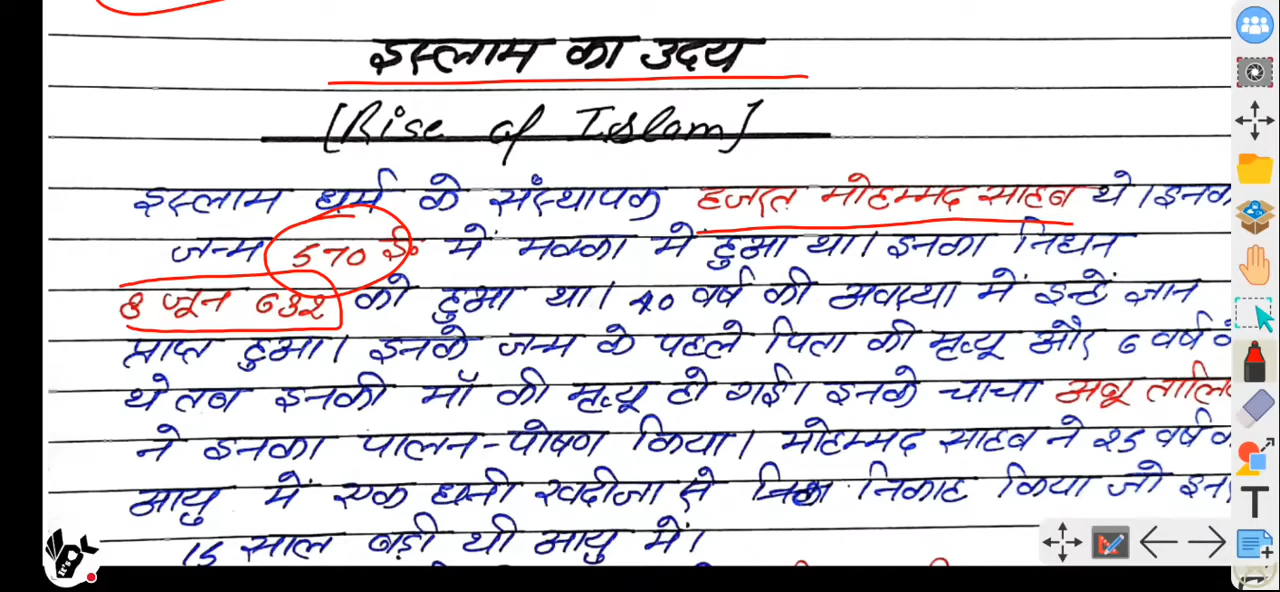 इस्लाम का उदय
[Rise of Islam]
इस्लाम धर्म के संस्थापक हजरत मोहम्मद साहब थे। इनक
जन्म 570 ई० में मक्का में हुआ था। इनका निधन
8 जून 632 को हुआ था। 40 वर्ष की अवस्था में इन्हें ज्ञान
प्राप्त हुआ। इनके जन्म के पहले पिता की मृत्यू और 6 वर्ष
थे तब इनकी माँ की मृत्यू हो गई। इनके चाचा अबू तालि
ने इनका पालन-पोषण किया। मोहम्मद साहब ने 25 वर्ष
आयु में एक धनी खदीजा से निकाह किया जो इन
15 साल बड़ी थी आयु में।
T